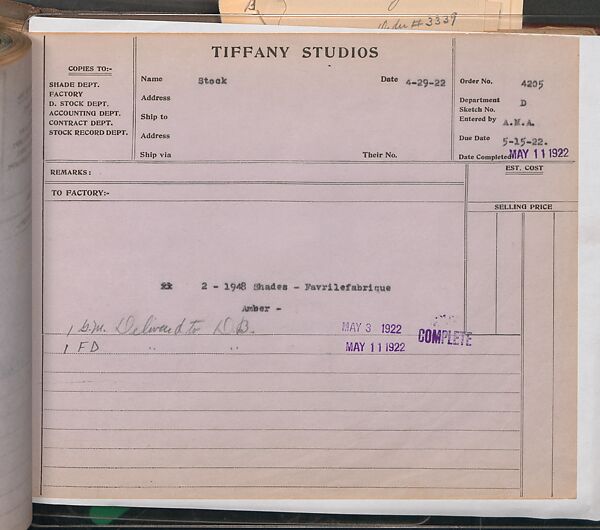 Order # 3339
TIFFANY STUDIOS
COPIES TO:-
SHADE DEPT.
FACTORY
D. STOCK DEPT.
ACCOUNTING DEPT.
CONTRACT DEPT.
STOCK RECORD DEPT.
Name Stock Date 4-29-22
Address
Ship to
Address
Ship via Their No.
Order No. 4205
Department D
Sketch No.
Entered by A.M.A.
Due Date 5-15-22.
Date Completed MAY 11 1922
REMARKS:
EST. COST
TO FACTORY:-
SELLING PRICE
2 - 1948 Shades - Favrilefabrique
Amber -
1 S.M. Delivered to D.B. MAY 3 1922
1 FD " " MAY 11 1922 COMPLETE